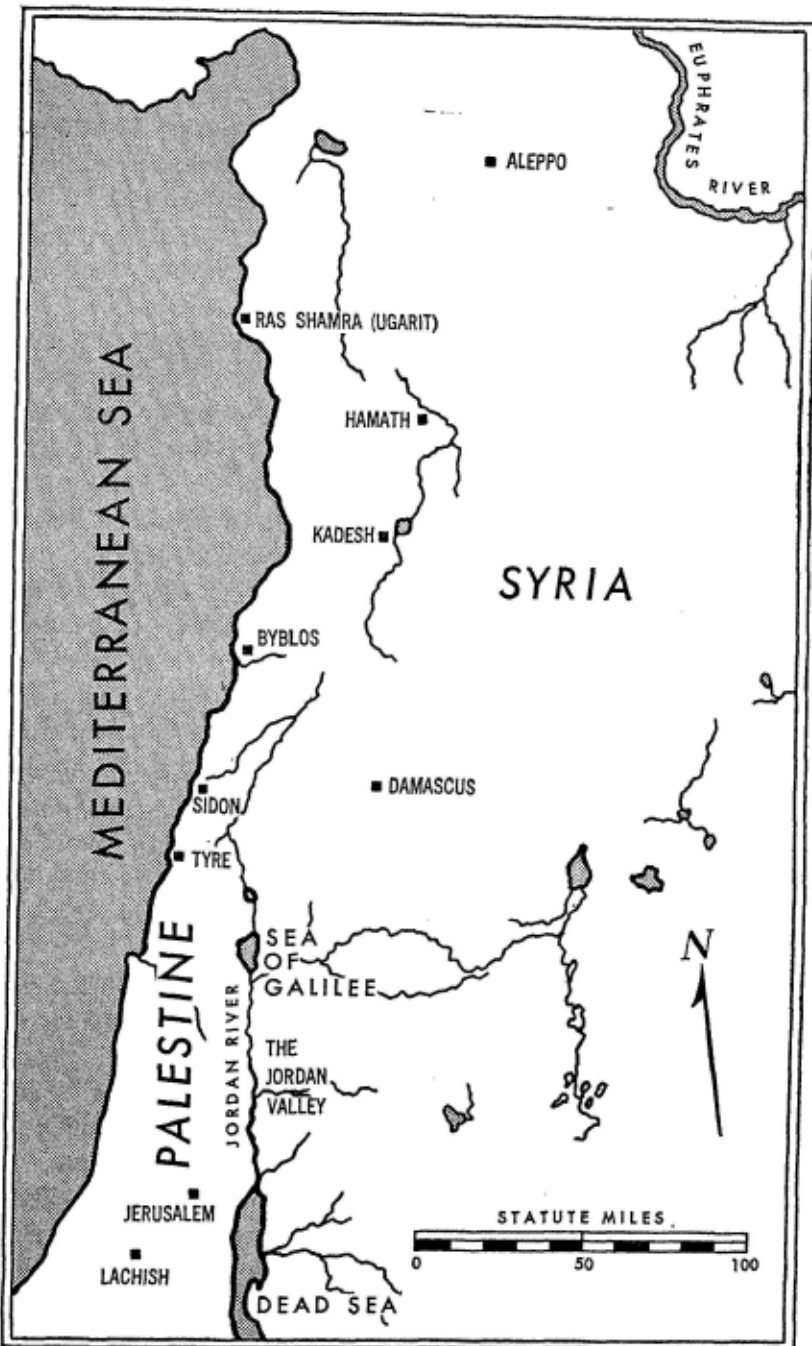 EUPHRATES
RIVER
ALEPPO
RAS SHAMRA (UGARIT)
MEDITERRANEAN SEA
HAMATH
KADESH
SYRIA
BYBLOS
DAMASCUS
SIDON
TYRE
SEA
OF
GALILEE
N
PALESTINE
JORDAN RIVER
THE
JORDAN
VALLEY
JERUSALEM
STATUTE MILES
0 50 100
LACHISH
DEAD SEA